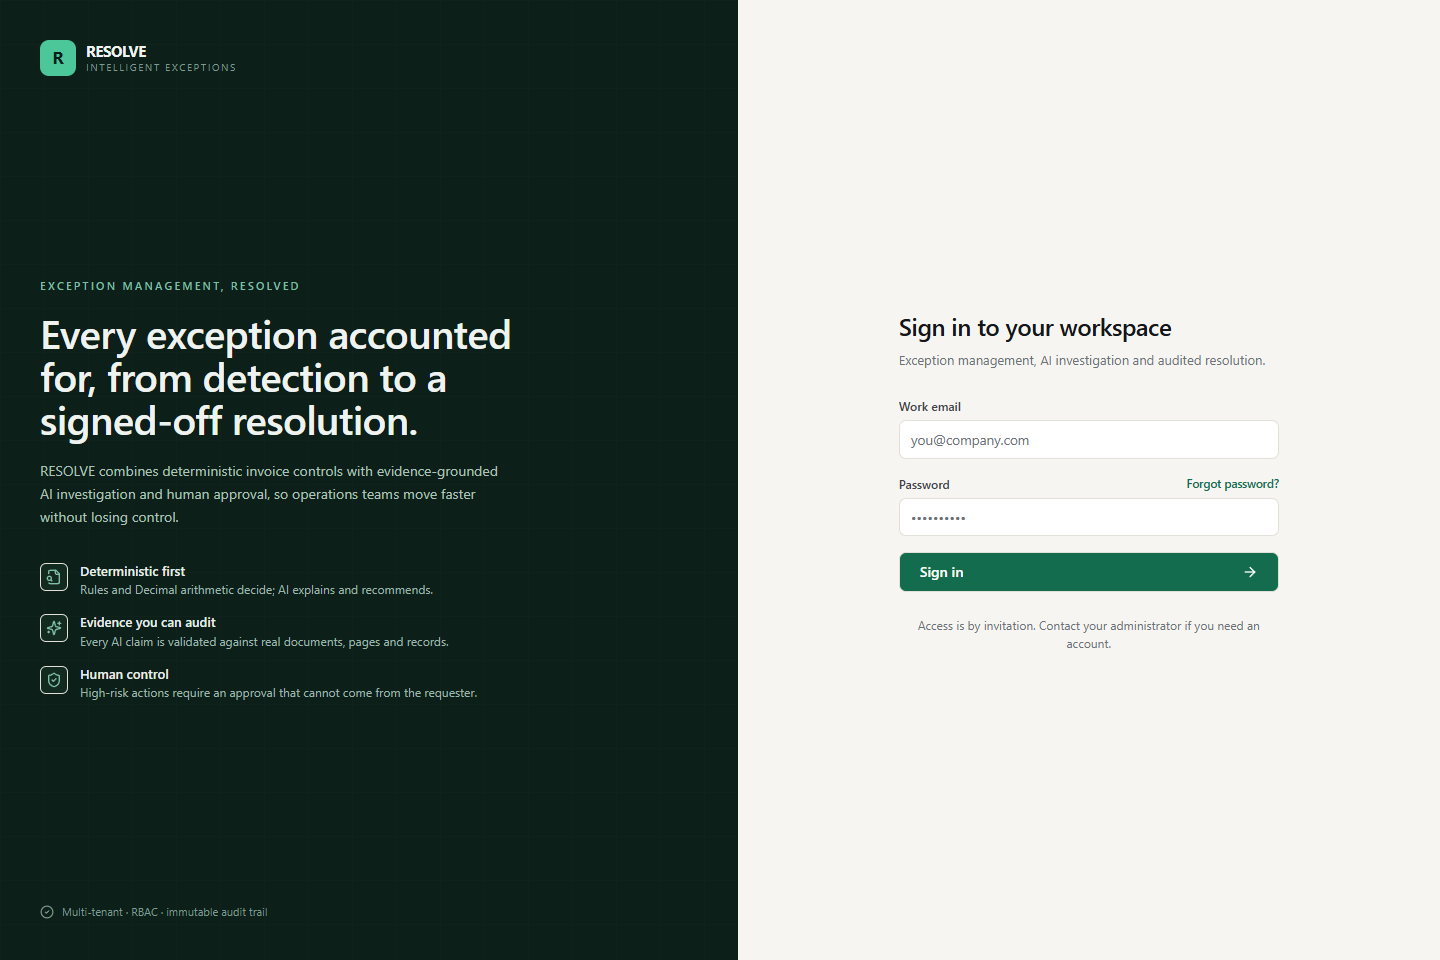 R
RESOLVE
INTELLIGENT EXCEPTIONS
EXCEPTION MANAGEMENT, RESOLVED
Every exception accounted
for, from detection to a
signed-off resolution.
RESOLVE combines deterministic invoice controls with evidence-grounded
AI investigation and human approval, so operations teams move faster
without losing control.
Deterministic first
Rules and Decimal arithmetic decide; AI explains and recommends.
Evidence you can audit
Every AI claim is validated against real documents, pages and records.
Human control
High-risk actions require an approval that cannot come from the requester.
Multi-tenant · RBAC · immutable audit trail
Sign in to your workspace
Exception management, AI investigation and audited resolution.
Work email
you@company.com
Password
Forgot password?
••••••••••
Sign in
Access is by invitation. Contact your administrator if you need an
account.